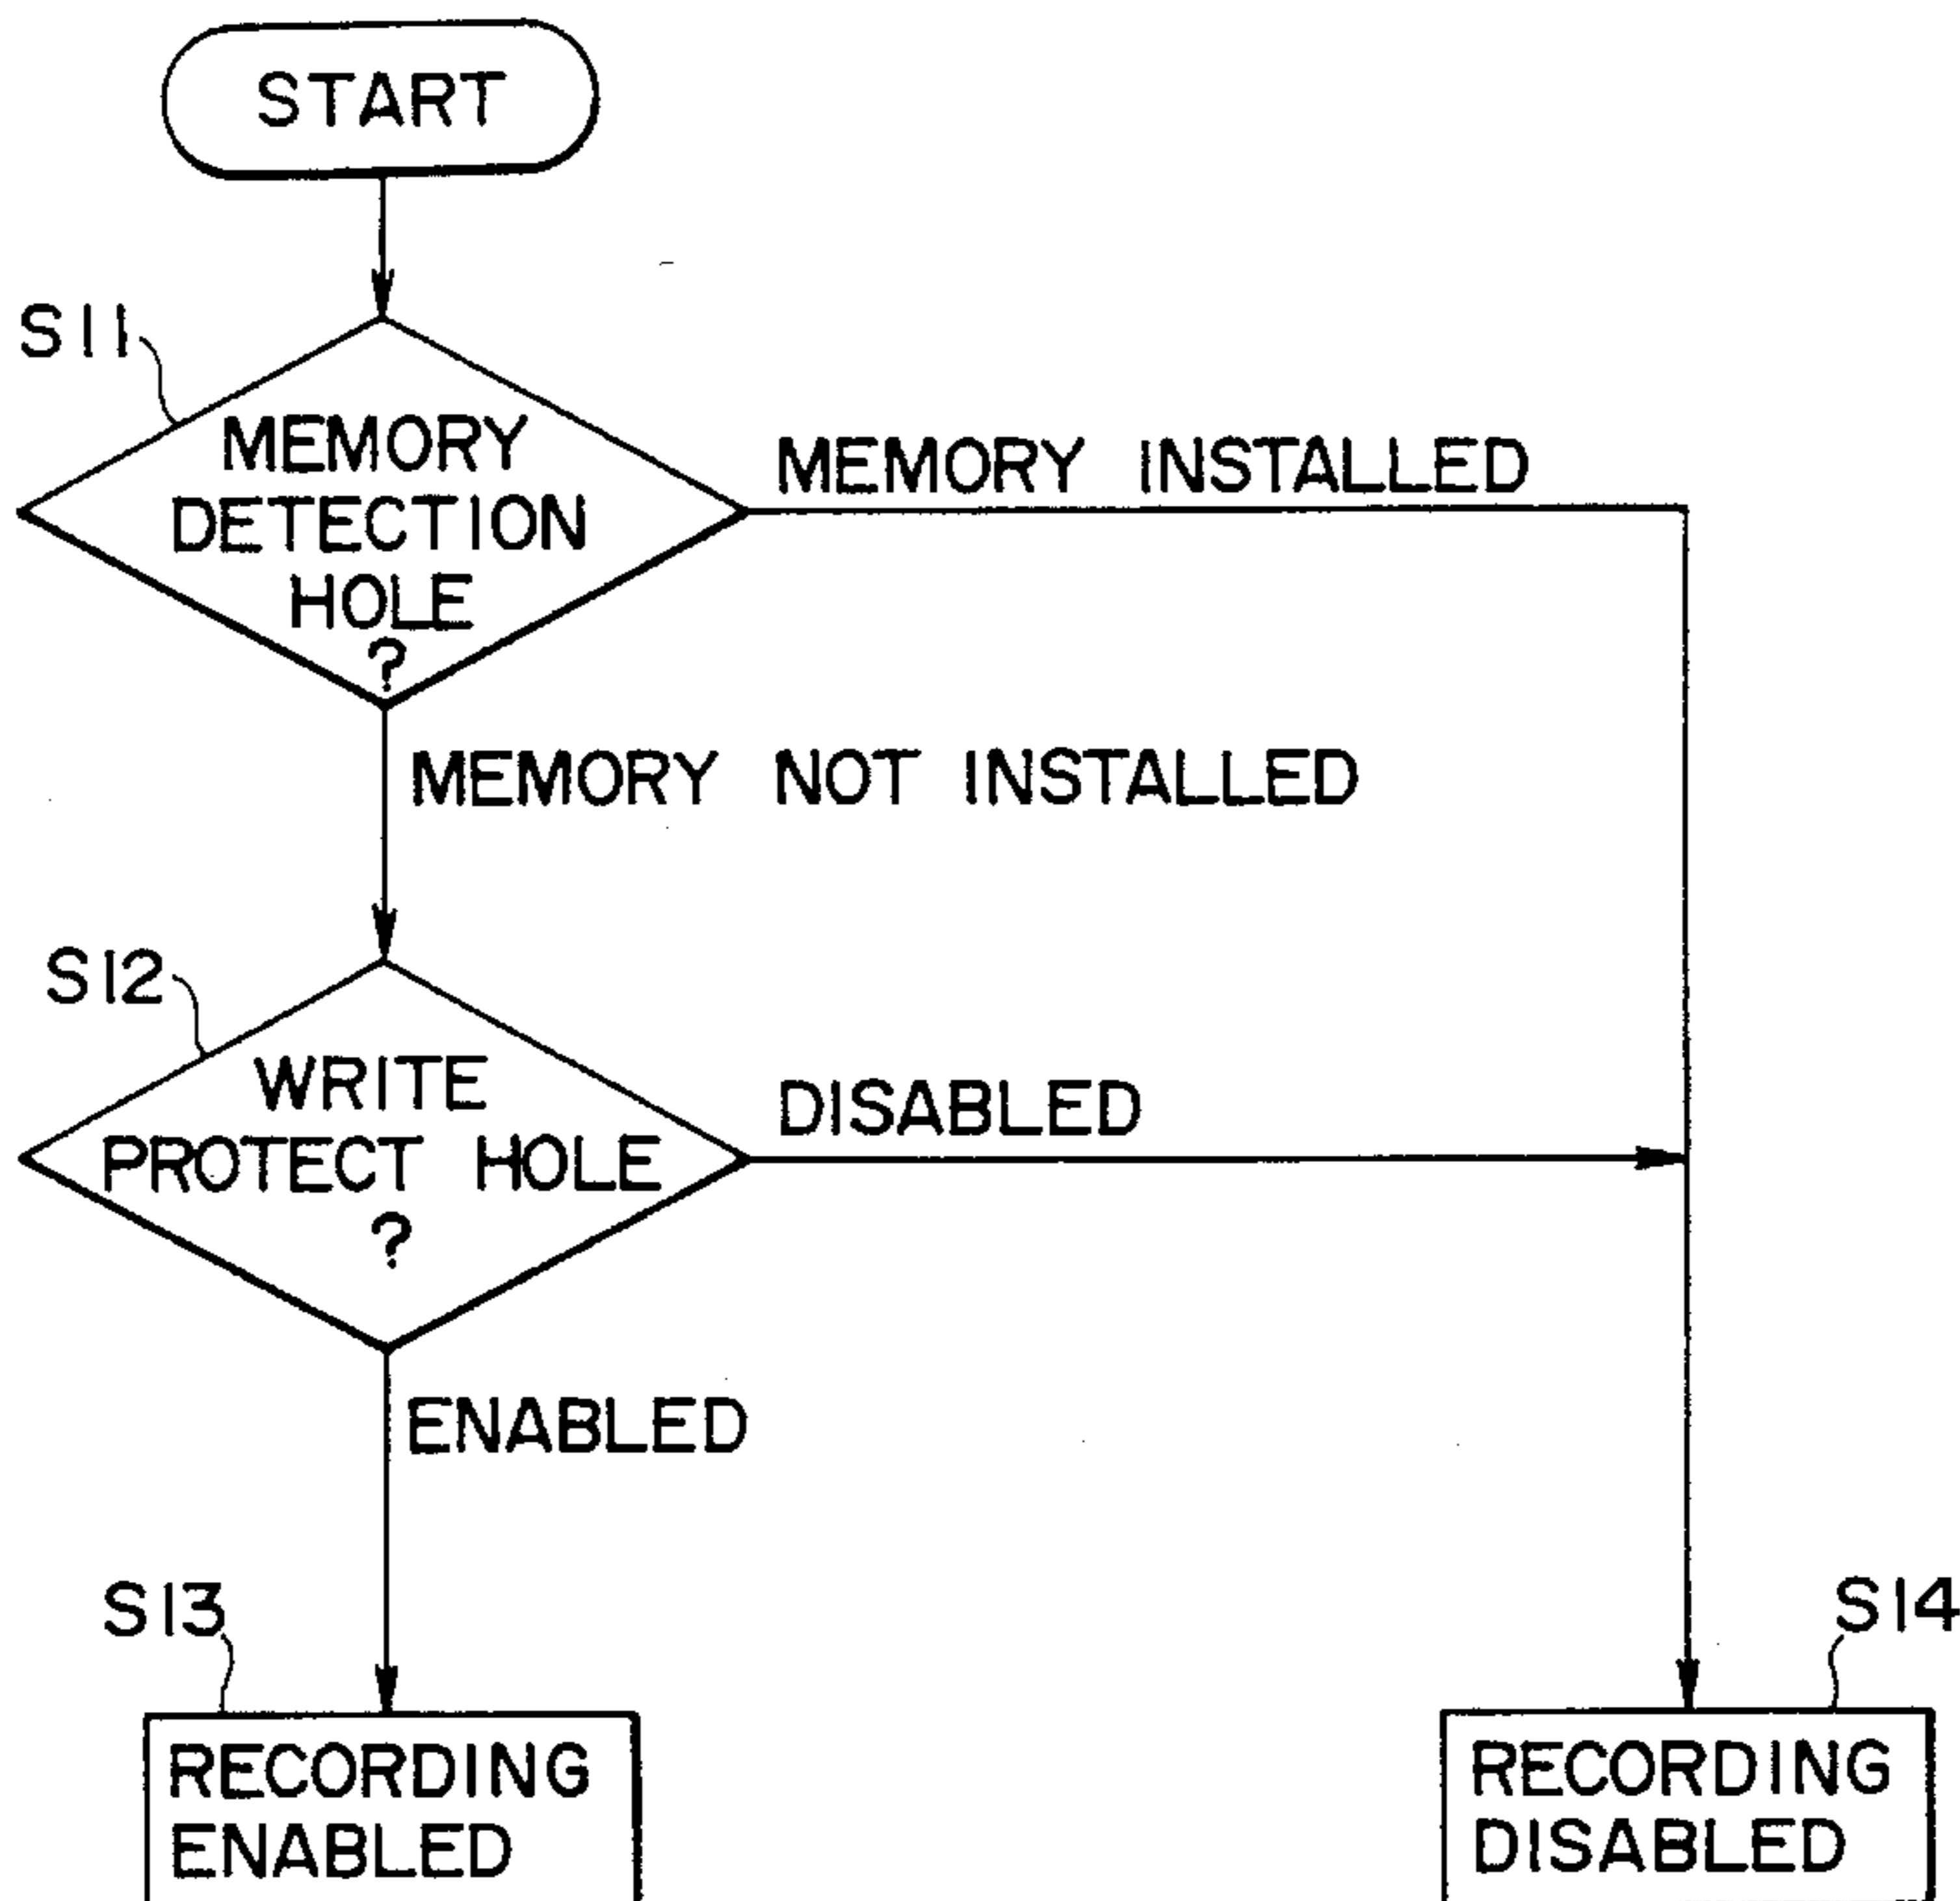 START
S11
MEMORY
DETECTION
HOLE
?
MEMORY INSTALLED
MEMORY NOT INSTALLED
S12
WRITE
PROTECT HOLE
?
DISABLED
ENABLED
S13
RECORDING
ENABLED
S14
RECORDING
DISABLED